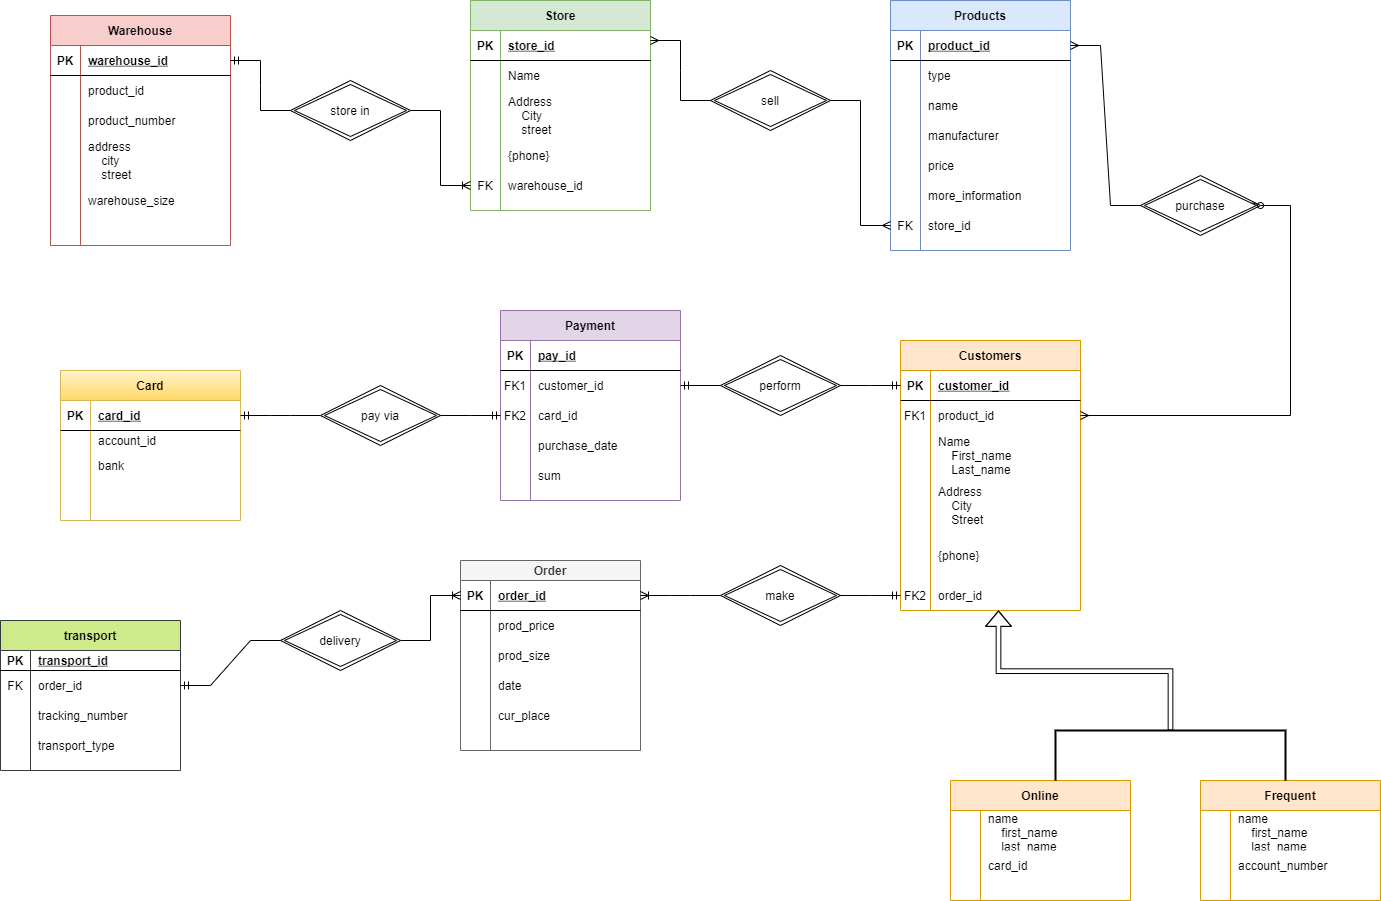 Warehouse
PK warehouse_id
product_id
product_number
address
city
street
warehouse_size
store in
Store
PK store_id
Name
Address
City
street
{phone}
FK warehouse_id
sell
Products
PK product_id
type
name
manufacturer
price
more_information
FK store_id
purchase
Card
PK card_id
account_id
bank
pay via
Payment
PK pay_id
FK1 customer_id
FK2 card_id
purchase_date
sum
perform
Customers
PK customer_id
FK1 product_id
Name
First_name
Last_name
Address
City
Street
{phone}
FK2 order_id
transport
PK transport_id
FK order_id
tracking_number
transport_type
delivery
Order
PK order_id
prod_price
prod_size
date
cur_place
make
Online
name
first_name
last_name
card_id
Frequent
name
first_name
last_name
account_number